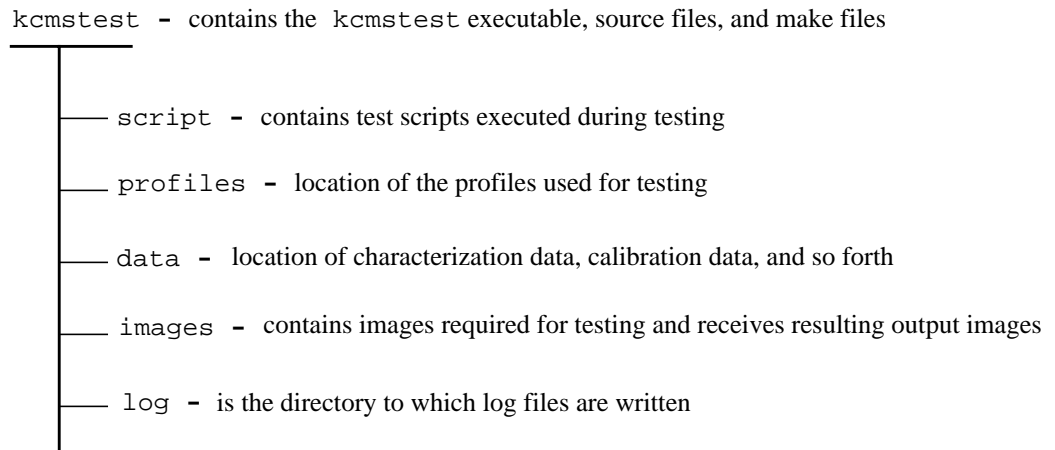 kcmstest - contains the kcmstest executable, source files, and make files
script - contains test scripts executed during testing
profiles - location of the profiles used for testing
data - location of characterization data, calibration data, and so forth
images - contains images required for testing and receives resulting output images
log - is the directory to which log files are written